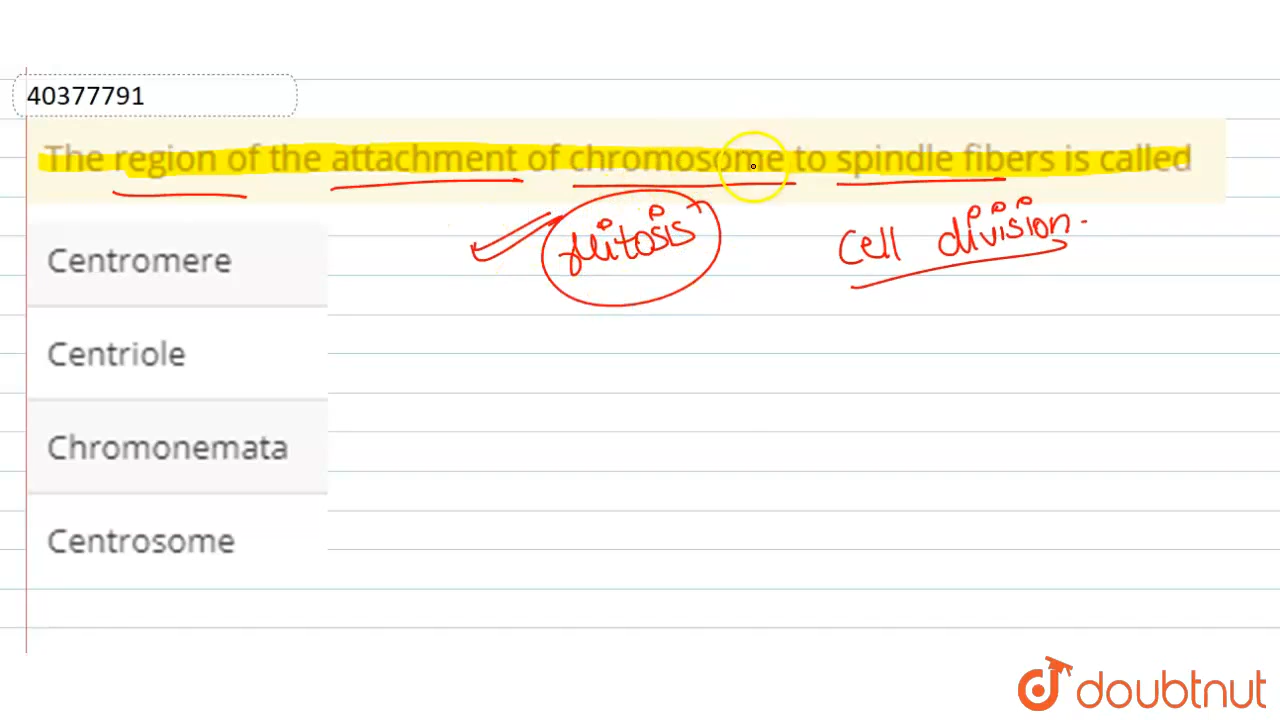 40377791
The region of the attachment of chromosome to spindle fibers is called
Mitosis
Cell division.
Centromere
Centriole
Chromonemata
Centrosome
doubtnut